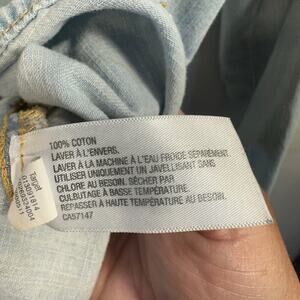 100% COTON
LAVER À L'ENVERS.
LAVER À LA MACHINE À L'EAU FROIDE SÉPARÉMENT.
UTILISER UNIQUEMENT UN JAVELLISANT SANS
CHLORE AU BESOIN. SÉCHER PAR
CULBUTAGE À BASSE TEMPÉRATURE.
REPASSER À HAUTE TEMPÉRATURE AU BESOIN.
CA57147
Target